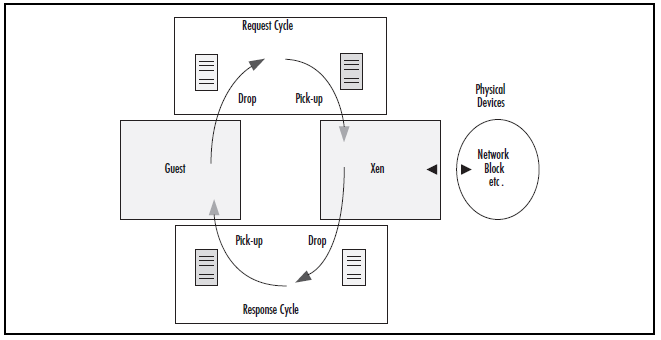 Request Cycle
Drop
Pick-up
Physical
Devices
Guest
Xen
Network
Block
etc.
Pick-up
Drop
Response Cycle